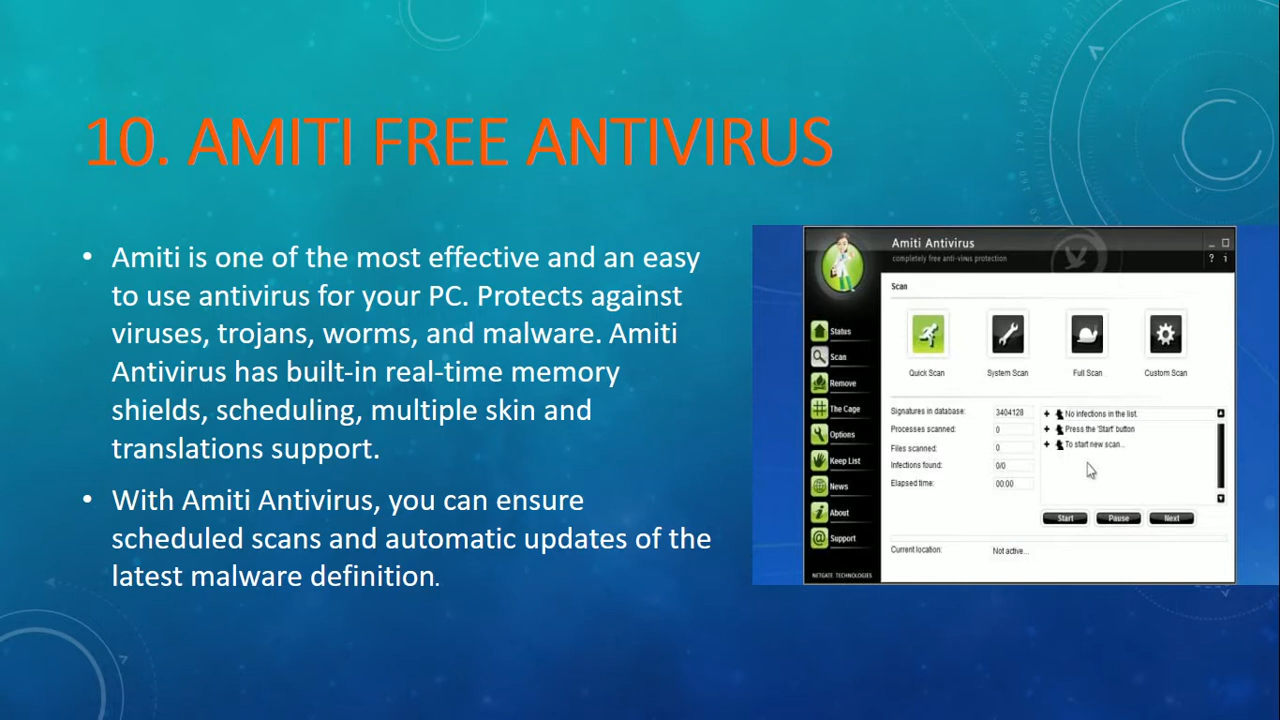 10. AMITI FREE ANTIVIRUS
• Amiti is one of the most effective and an easy
to use antivirus for your PC. Protects against
viruses, trojans, worms, and malware. Amiti
Antivirus has built-in real-time memory
shields, scheduling, multiple skin and
translations support.
• With Amiti Antivirus, you can ensure
scheduled scans and automatic updates of the
latest malware definition.
Amiti Antivirus
completely free anti-virus protection
? i
Scan
Status
Scan
Remove
The Cage
Options
Keep List
News
About
Support
NETGATE TECHNOLOGIES
Quick Scan
System Scan
Full Scan
Custom Scan
Signatures in database: 3404128
Processes scanned: 0
Files scanned: 0
Infections found: 0/0
Elapsed time: 00:00
No infections in the list.
Press the 'Start' button
To start new scan...
Start
Pause
Next
Current location: Not active...